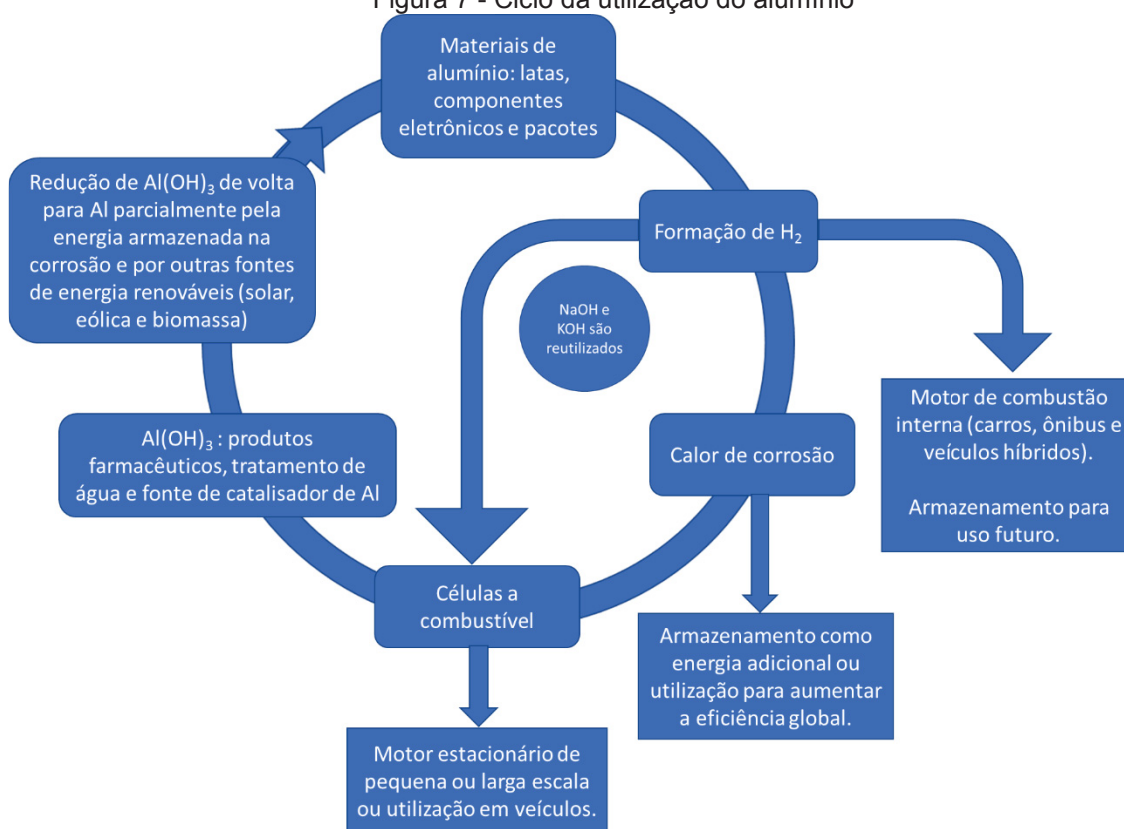 Figura 7 - Ciclo da utilização do alumínio
Materiais de
alumínio: latas,
componentes
eletrônicos e pacotes
Redução de Al(OH)₃ de volta
para Al parcialmente pela
energia armazenada na
corrosão e por outras fontes
de energia renováveis (solar,
eólica e biomassa)
Formação de H₂
NaOH e
KOH são
reutilizados
Motor de combustão
interna (carros, ônibus e
veículos híbridos).
Armazenamento para
uso futuro.
Al(OH)₃ : produtos
farmacêuticos, tratamento de
água e fonte de catalisador de Al
Calor de corrosão
Células a
combustível
Armazenamento como
energia adicional ou
utilização para aumentar
a eficiência global.
Motor estacionário de
pequena ou larga escala
ou utilização em veículos.